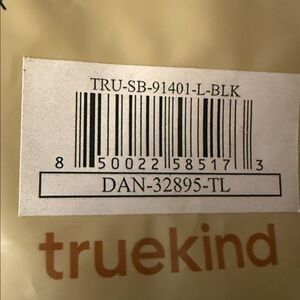 TRU-SB-91401-L-BLK
8 50022 58517 3
DAN-32895-TL
truekind